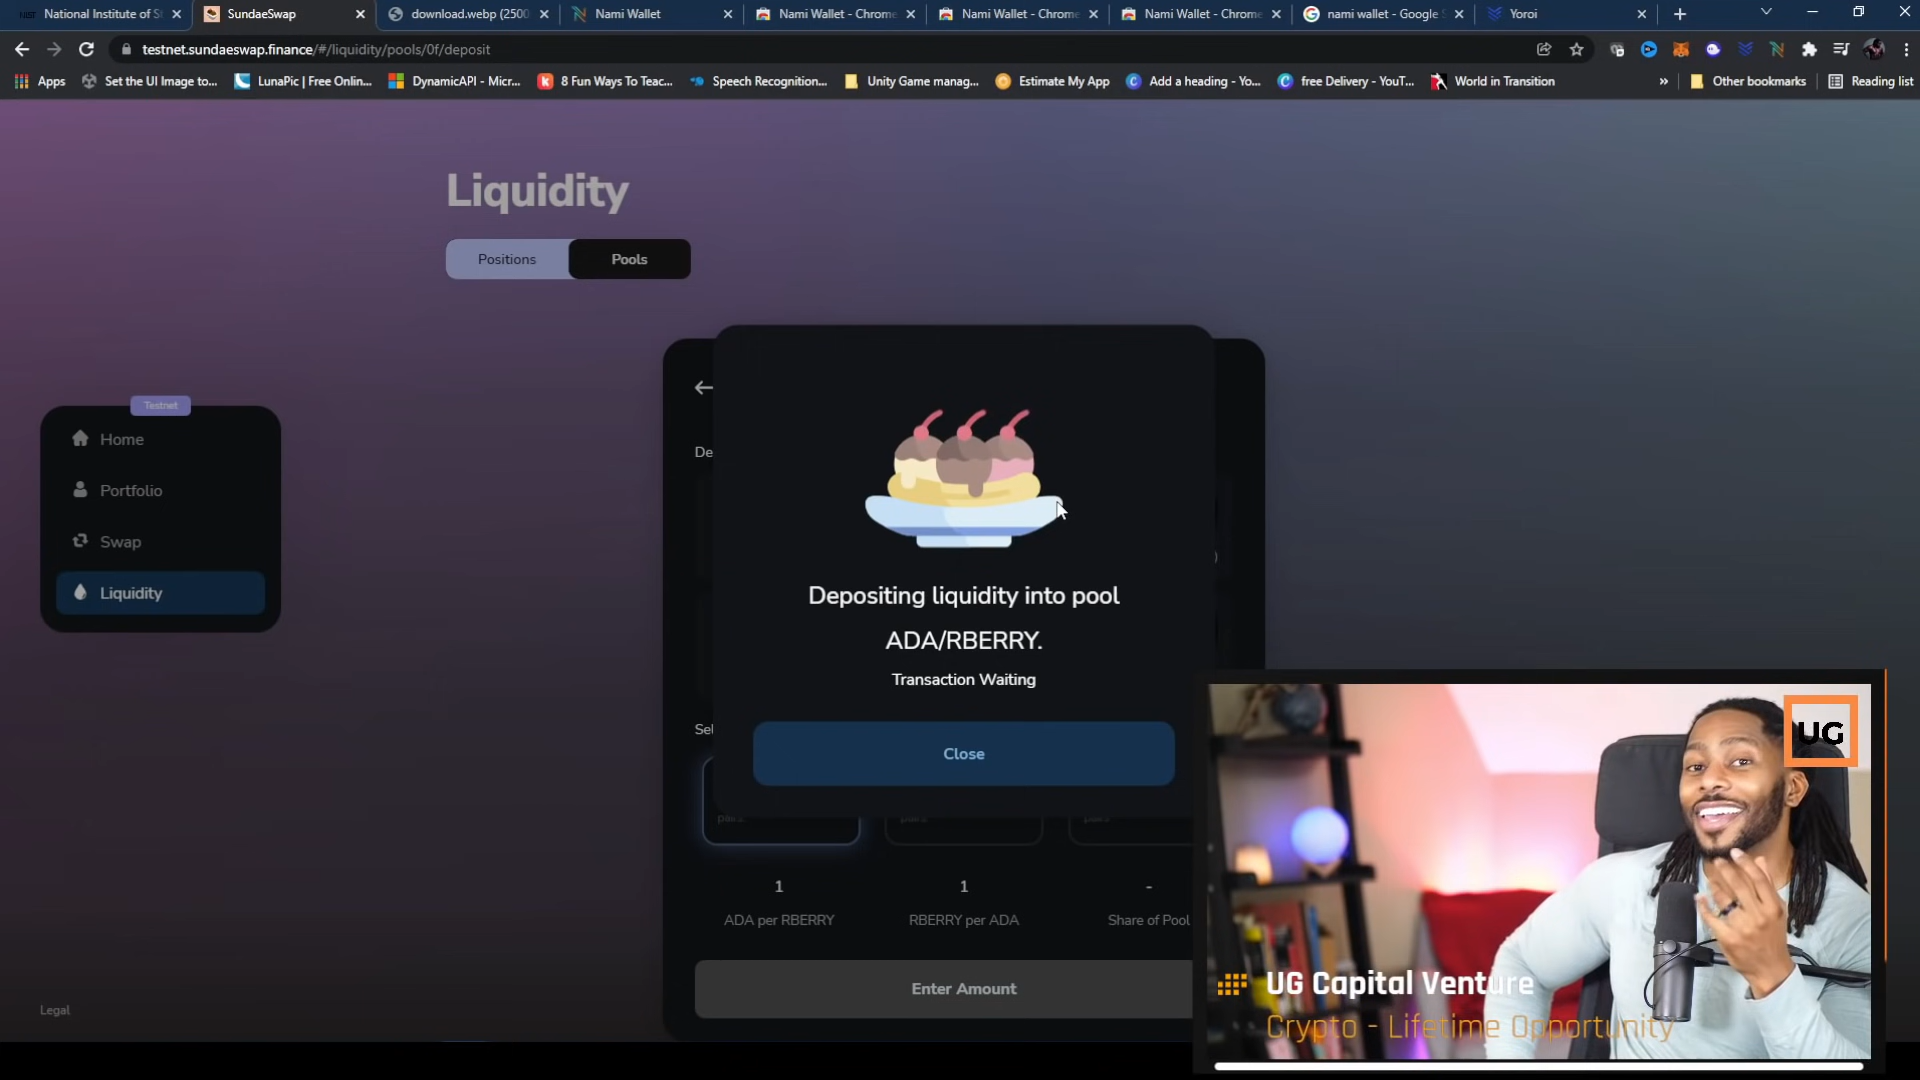 National Institute of S
SundaeSwap
download.webp (2500
Nami Wallet
Nami Wallet - Chrome
Nami Wallet - Chrome
Nami Wallet - Chrome
nami wallet - Google S
Yoroi
testnet.sundaeswap.finance/#/liquidity/pools/0f/deposit
Apps
Set the UI Image to...
LunaPic | Free Onlin...
DynamicAPI - Micr...
8 Fun Ways To Teac...
Speech Recognition...
Unity Game manag...
Estimate My App
Add a heading - Yo...
free Delivery - YouT...
World in Transition
»
Other bookmarks
Reading list
Liquidity
Positions
Pools
Testnet
Home
Portfolio
Swap
Liquidity
De
Depositing liquidity into pool
ADA/RBERRY.
Transaction Waiting
Sel
Close
1
1
-
ADA per RBERRY
RBERRY per ADA
Share of Pool
Enter Amount
Legal
UG
UG Capital Venture
Crypto - Lifetime Opportunity